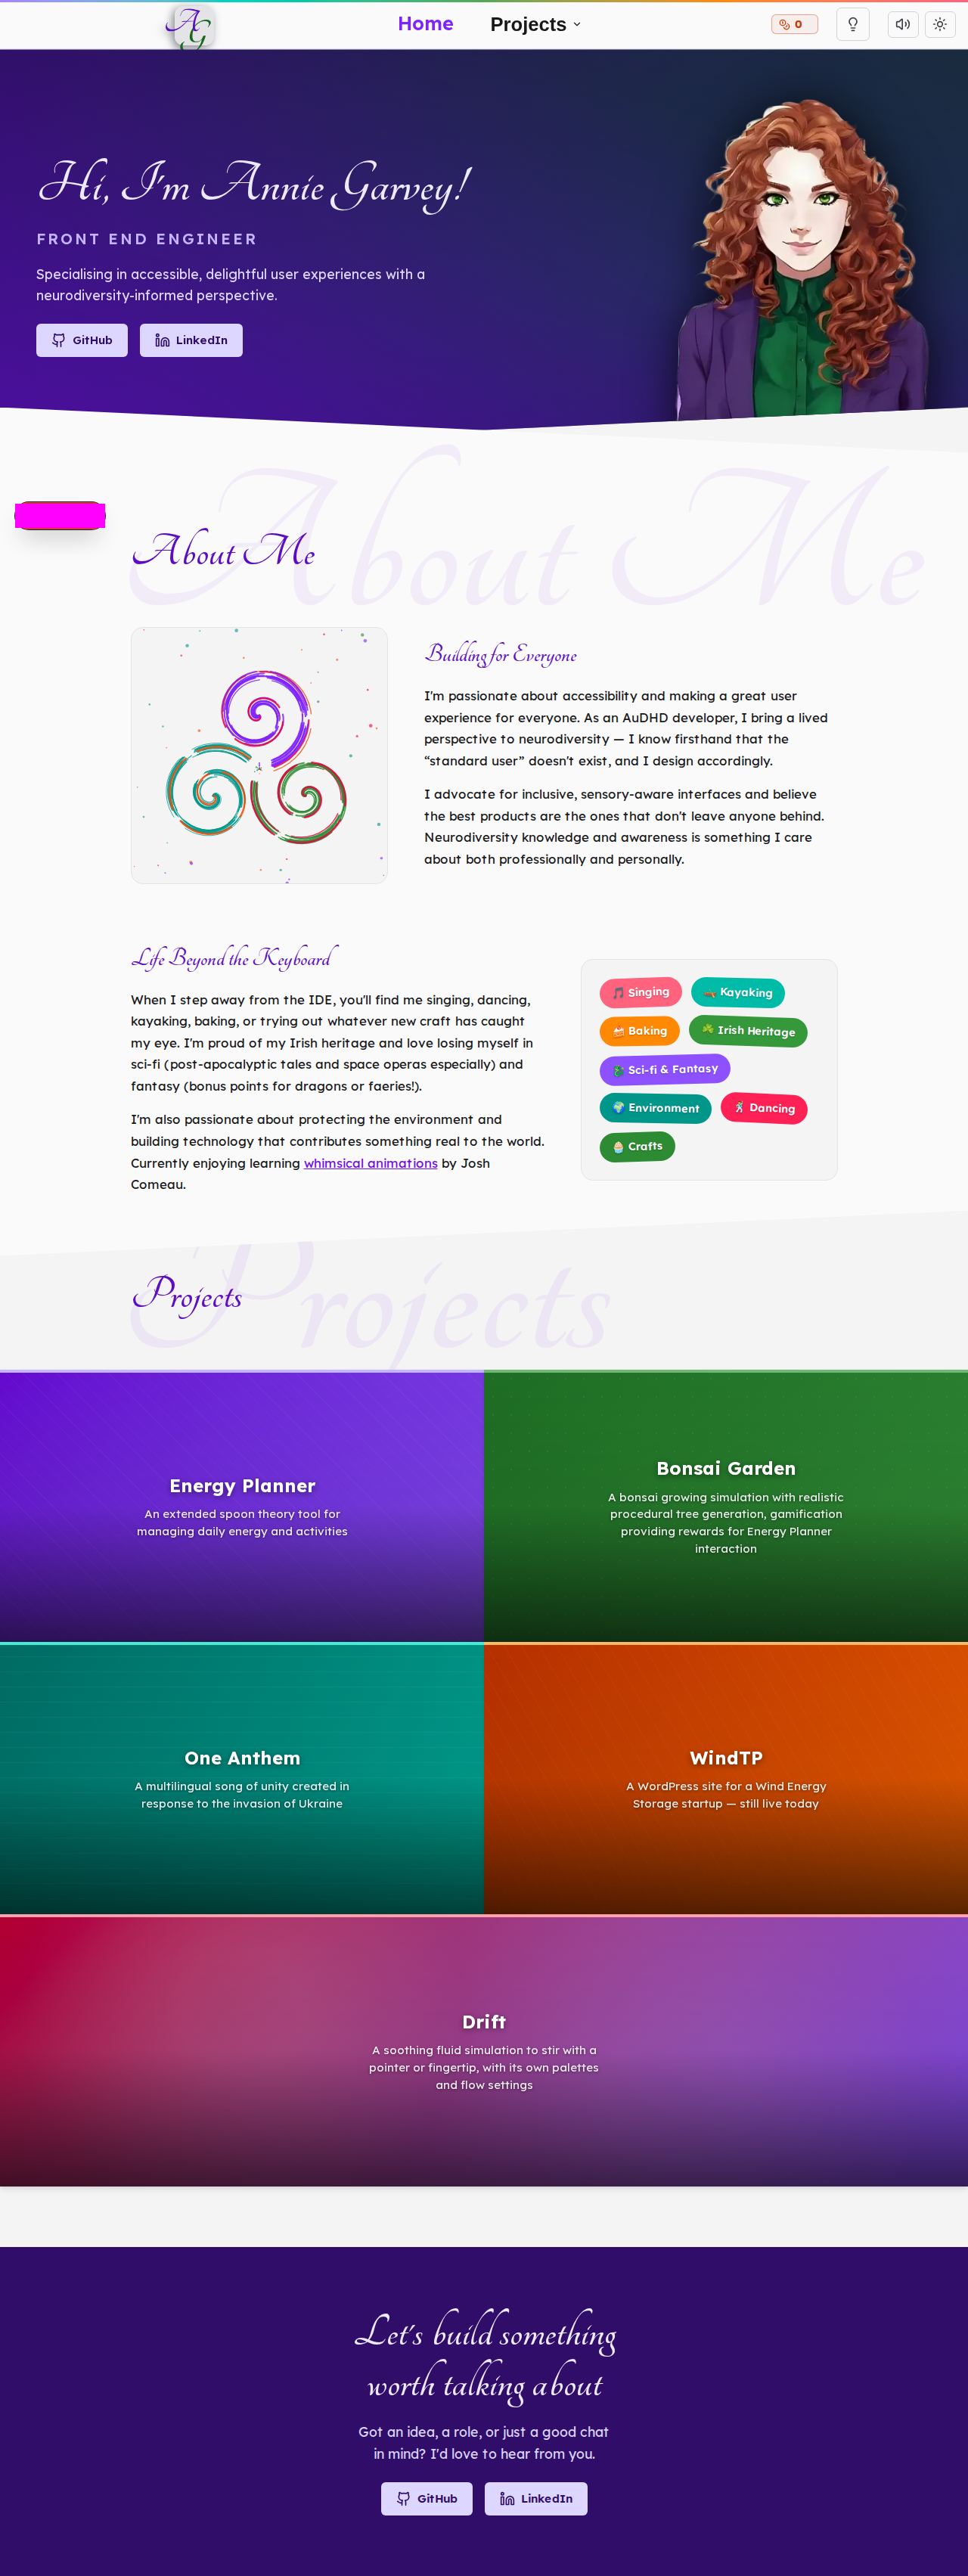 AG
Home
Projects
0
Hi, I'm Annie Garvey!
FRONT END ENGINEER
Specialising in accessible, delightful user experiences with a
neurodiversity-informed perspective.
GitHub
LinkedIn
About Me
About Me
Building for Everyone
I'm passionate about accessibility and making a great user
experience for everyone. As an AuDHD developer, I bring a lived
perspective to neurodiversity — I know firsthand that the
“standard user” doesn't exist, and I design accordingly.
I advocate for inclusive, sensory-aware interfaces and believe
the best products are the ones that don't leave anyone behind.
Neurodiversity knowledge and awareness is something I care
about both professionally and personally.
Life Beyond the Keyboard
When I step away from the IDE, you'll find me singing, dancing,
kayaking, baking, or trying out whatever new craft has caught
my eye. I'm proud of my Irish heritage and love losing myself in
sci-fi (post-apocalyptic tales and space operas especially) and
fantasy (bonus points for dragons or faeries!).
I'm also passionate about protecting the environment and
building technology that contributes something real to the world.
Currently enjoying learning whimsical animations by Josh
Comeau.
Singing
Kayaking
Baking
Irish Heritage
Sci-fi & Fantasy
Environment
Dancing
Crafts
Projects
Projects
Energy Planner
An extended spoon theory tool for
managing daily energy and activities
Bonsai Garden
A bonsai growing simulation with realistic
procedural tree generation, gamification
providing rewards for Energy Planner
interaction
One Anthem
A multilingual song of unity created in
response to the invasion of Ukraine
WindTP
A WordPress site for a Wind Energy
Storage startup — still live today
Drift
A soothing fluid simulation to stir with a
pointer or fingertip, with its own palettes
and flow settings
Let's build something
worth talking about
Got an idea, a role, or just a good chat
in mind? I'd love to hear from you.
GitHub
LinkedIn